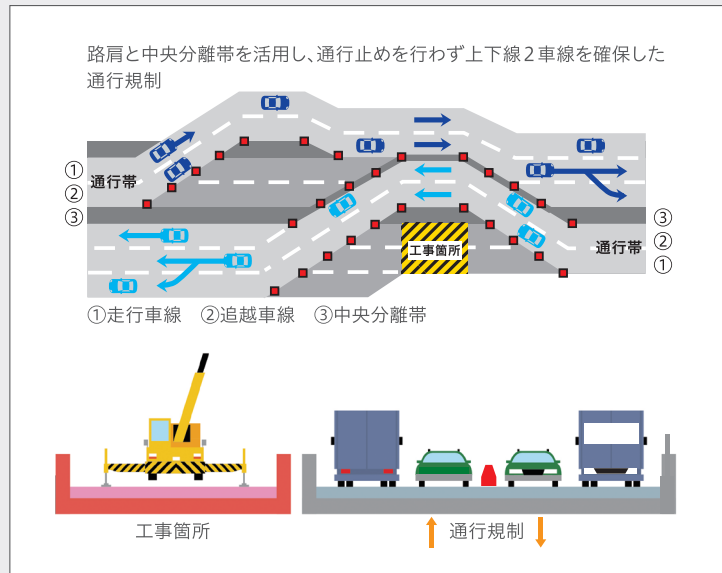 路肩と中央分離帯を活用し、通行止めを行わず上下線２車線を確保した
通行規制
①
②
③
通行帯
工事箇所
通行帯
③
②
①
①走行車線 ②追越車線 ③中央分離帯
工事箇所
通行規制